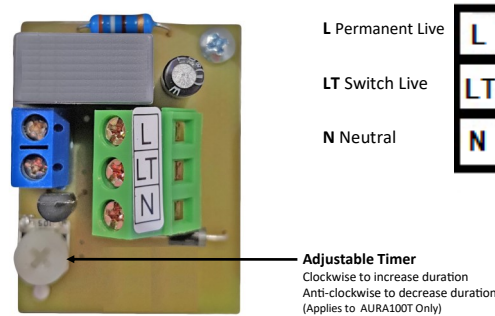 L Permanent Live
LT Switch Live
N Neutral
L
LT
N
L
LT
N
Adjustable Timer
Clockwise to increase duration
Anti-clockwise to decrease duration
(Applies to AURA100T Only)